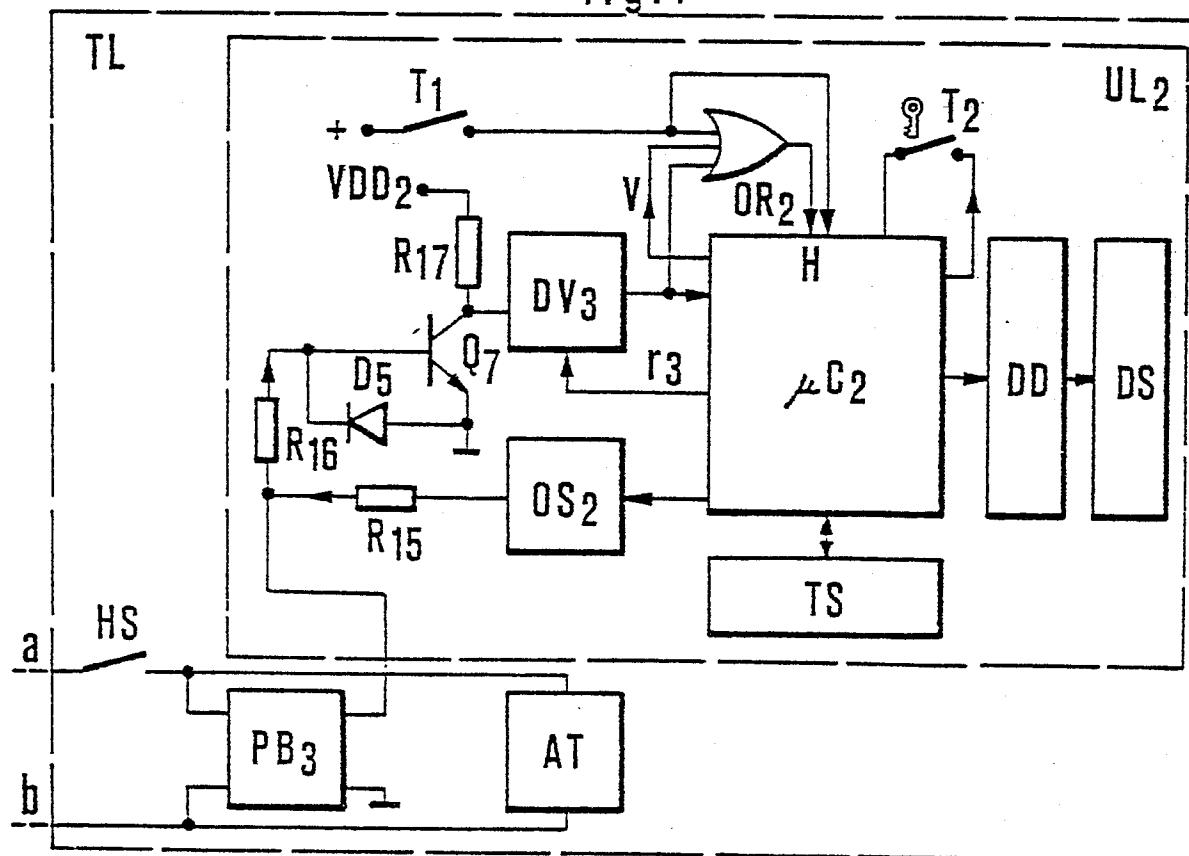 TL
UL2
T1
T2
+
VDD2
V
OR2
R17
H
DV3
Q7
D5
r3
μC2
DD
DS
R16
OS2
R15
TS
HS
a
PB3
AT
b